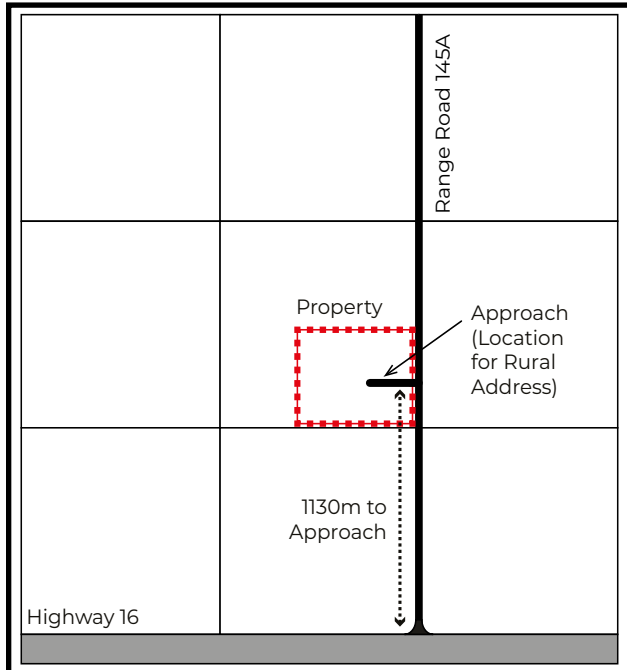 Range Road 145A
Property
Approach
(Location
for Rural
Address)
1130m to
Approach
Highway 16